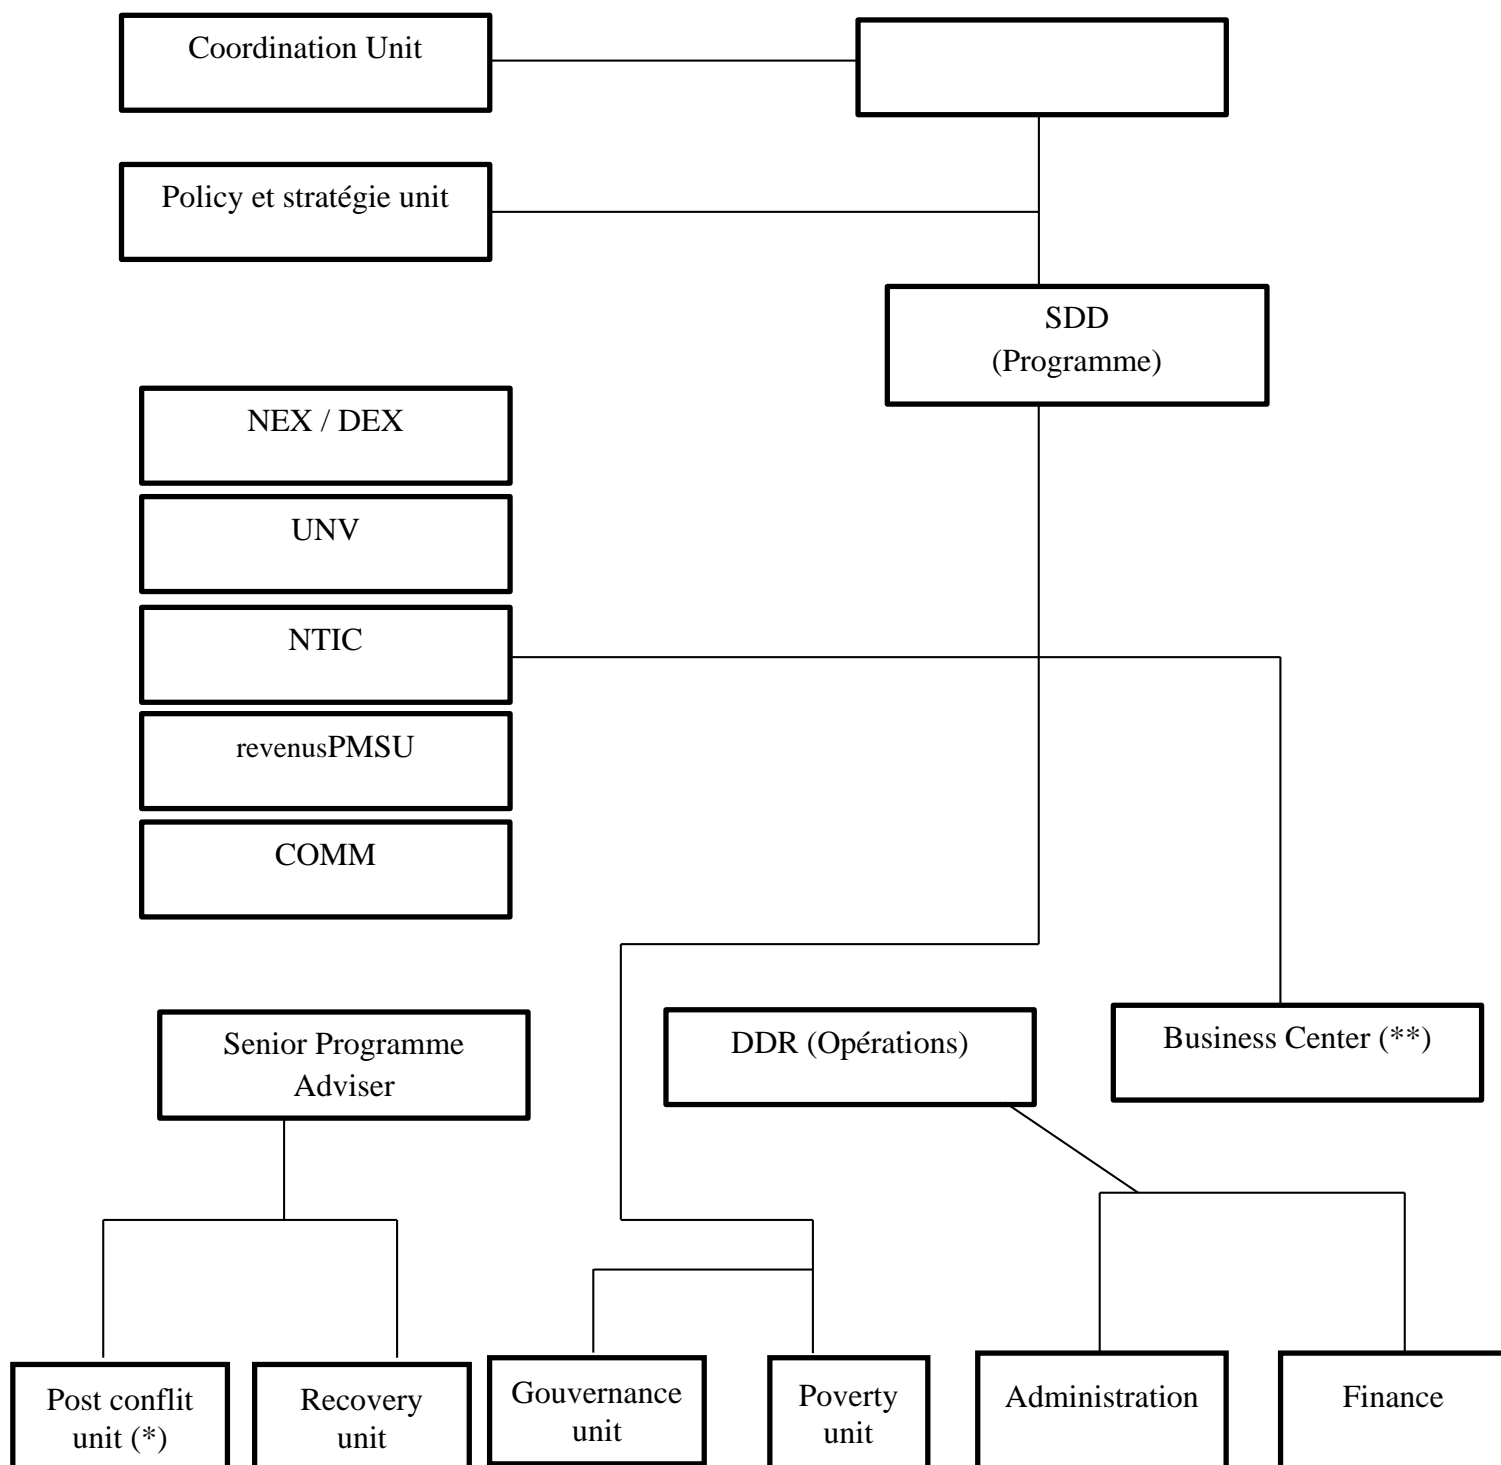 Coordination Unit
Policy et stratégie unit
SDD
(Programme)
NEX / DEX
UNV
NTIC
revenusPMSU
COMM
Senior Programme
Adviser
DDR (Opérations)
Business Center (**)
Post conflit
unit (*)
Recovery
unit
Gouvernance
unit
Poverty
unit
Administration
Finance